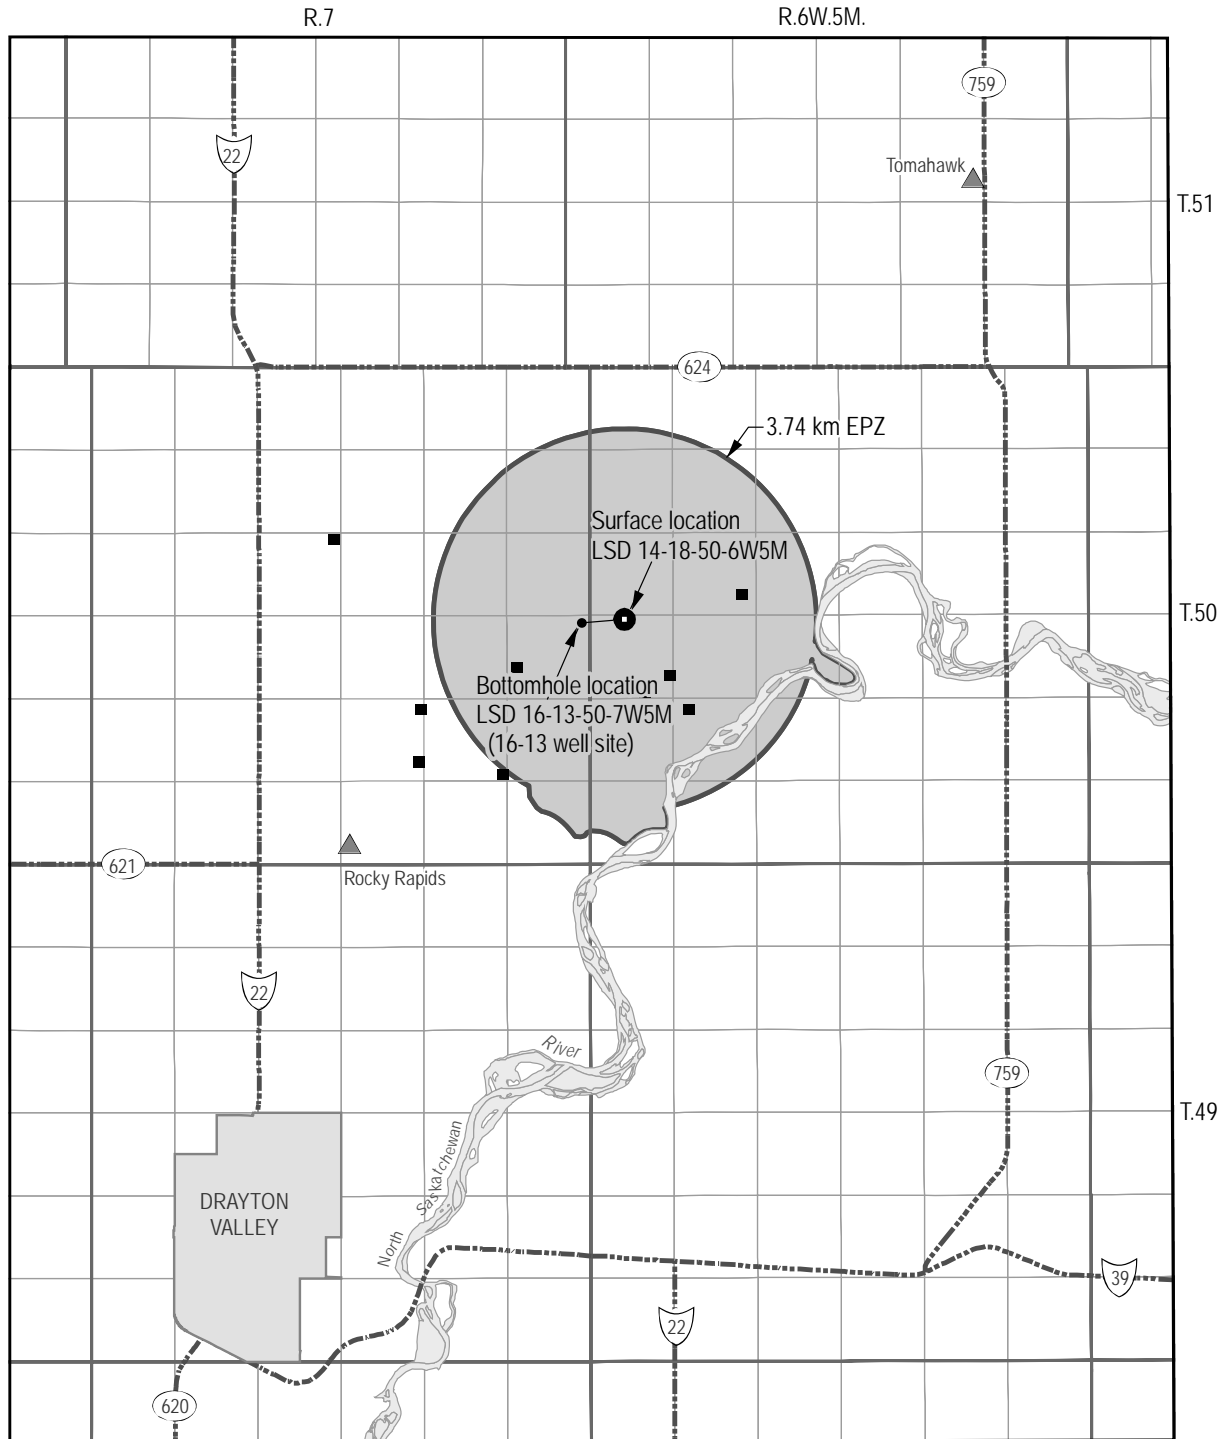 R.7
R.6W.5M.
759
22
Tomahawk
T.51
624
3.74 km EPZ
Surface location
LSD 14-18-50-6W5M
T.50
Bottomhole location
LSD 16-13-50-7W5M
(16-13 well site)
621
Rocky Rapids
22
River
759
T.49
North Saskatchewan
DRAYTON
VALLEY
39
22
620